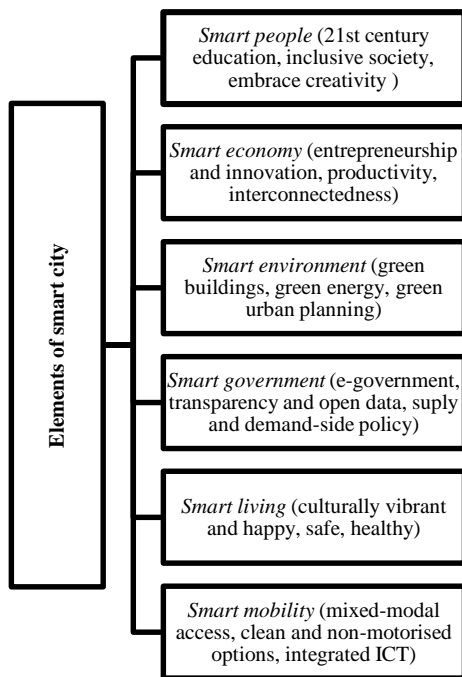 Elements of smart city
Smart people (21st century
education, inclusive society,
embrace creativity )
Smart economy (entrepreneurship
and innovation, productivity,
interconnectedness)
Smart environment (green
buildings, green energy, green
urban planning)
Smart government (e-government,
transparency and open data, suply
and demand-side policy)
Smart living (culturally vibrant
and happy, safe, healthy)
Smart mobility (mixed-modal
access, clean and non-motorised
options, integrated ICT)